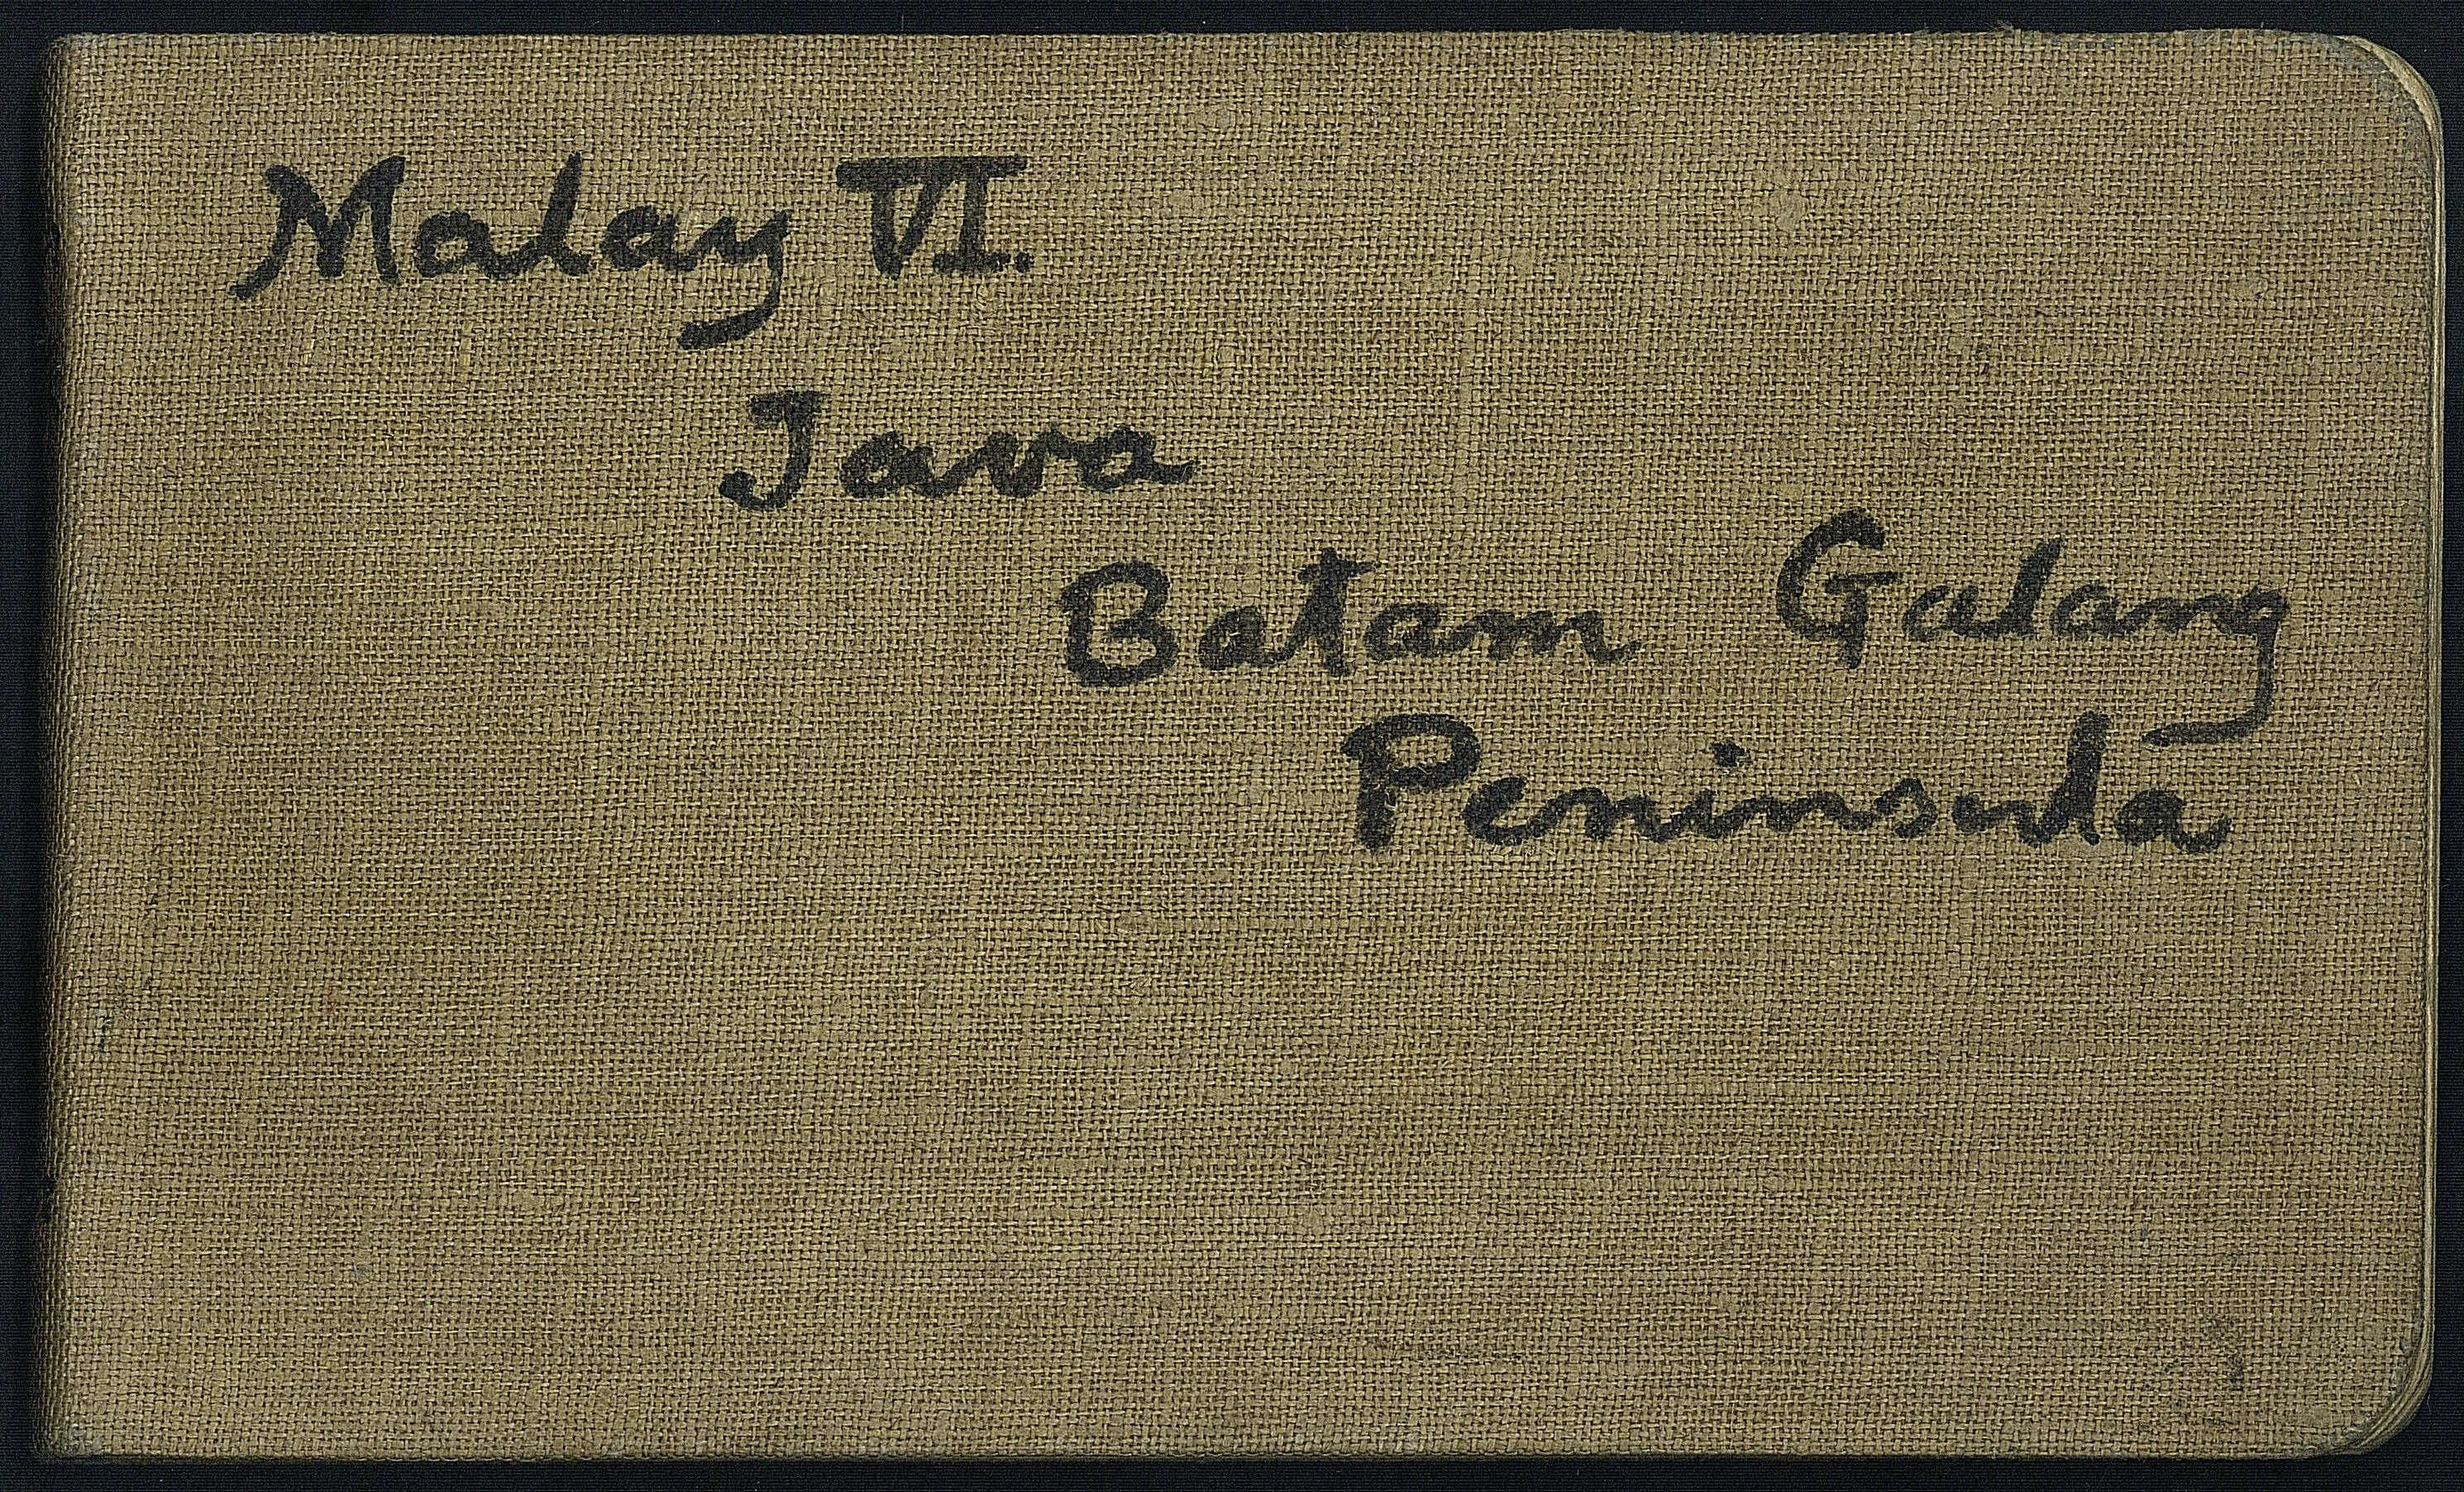 Malay VI.
Java
Batam Galang
Peninsula